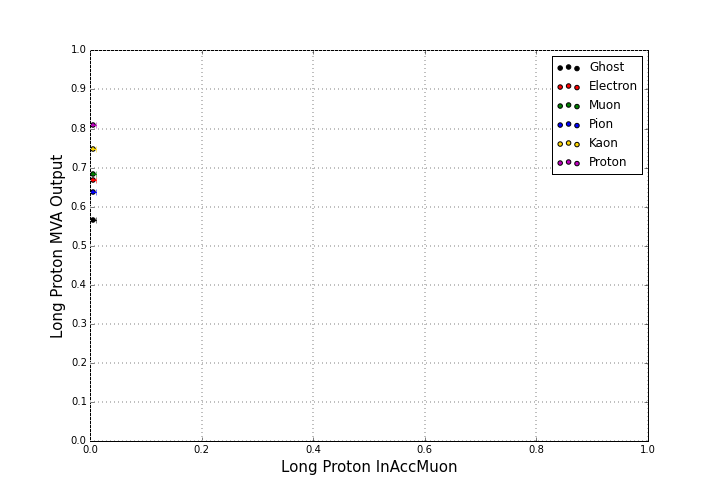 1.0
0.9
0.8
0.7
0.6
0.5
0.4
0.3
0.2
0.1
0.0
0.0 0.2 0.4 0.6 0.8 1.0
Long Proton MVA Output
Long Proton InAccMuon
Ghost
Electron
Muon
Pion
Kaon
Proton